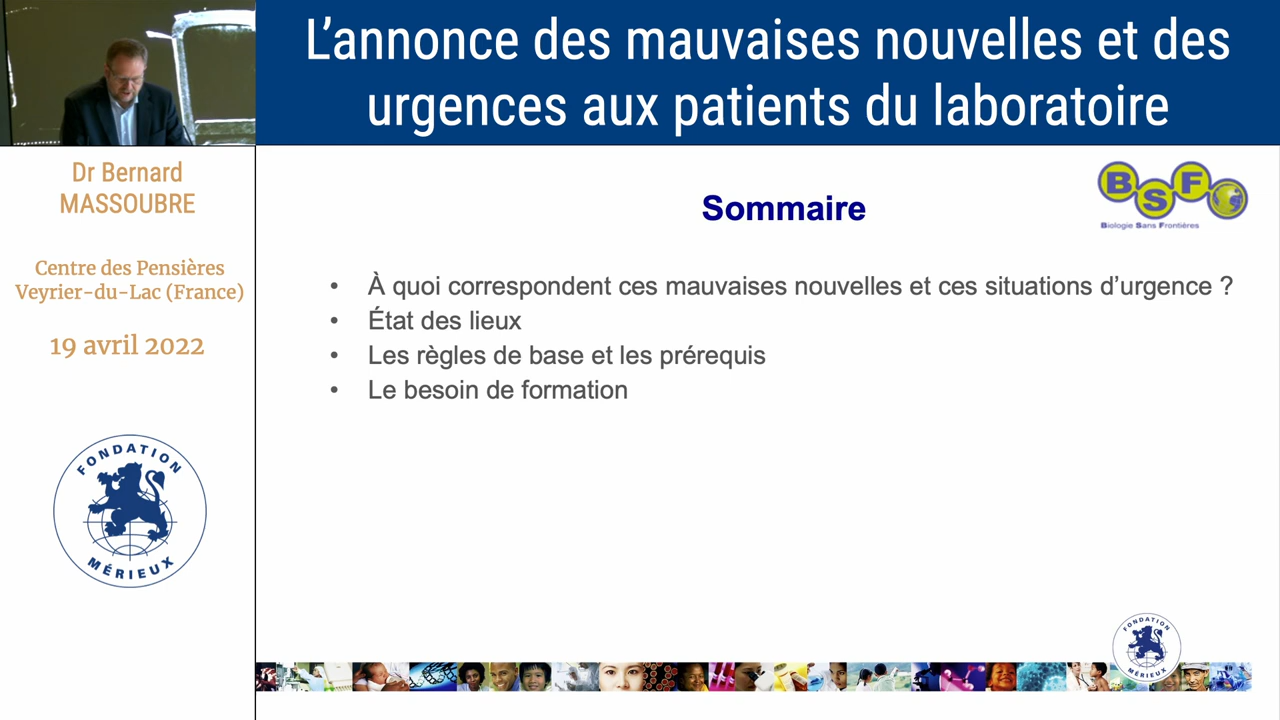 L'annonce des mauvaises nouvelles et des
urgences aux patients du laboratoire
Dr Bernard
MASSOUBRE
Centre des Pensières
Veyrier-du-Lac (France)
19 avril 2022
FONDATION
MÉRIEUX
BSF
Biologie Sans Frontières
Sommaire
• À quoi correspondent ces mauvaises nouvelles et ces situations d'urgence ?
• État des lieux
• Les règles de base et les prérequis
• Le besoin de formation
FONDATION
MÉRIEUX